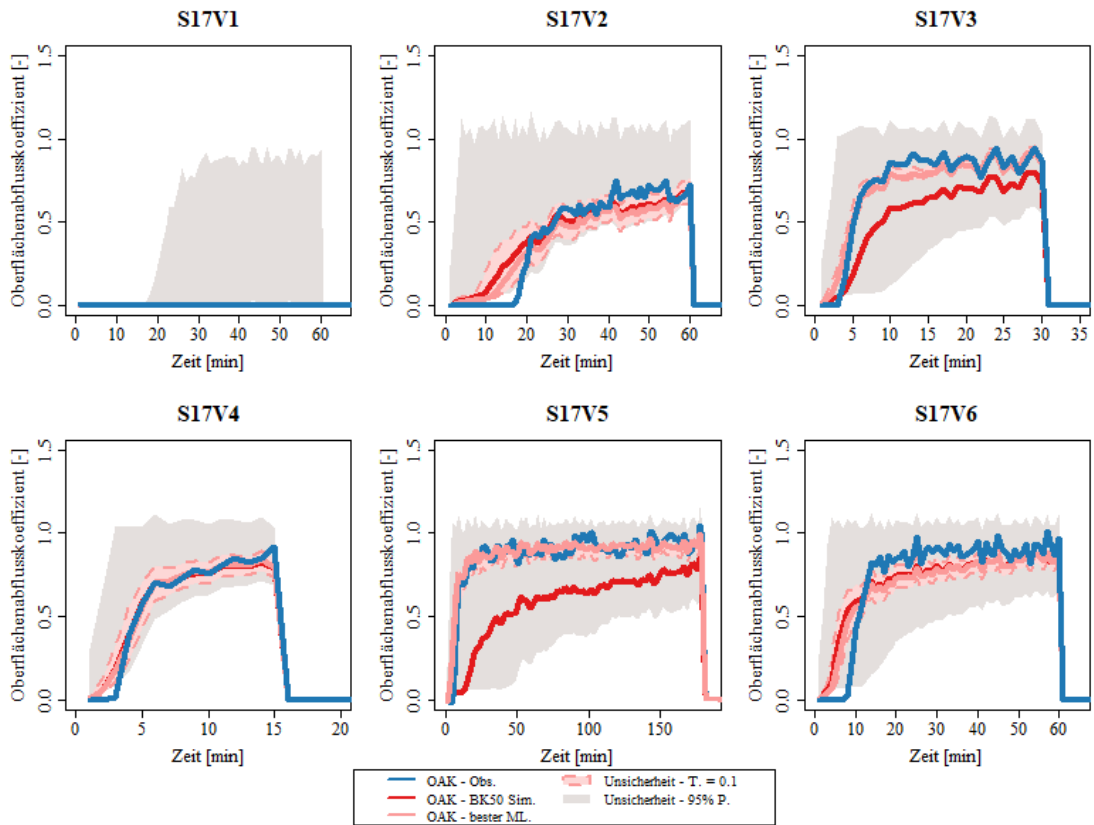 S17V1
S17V2
S17V3
Oberflächenabflusskoeffizient [-]
0.0 0.5 1.0 1.5
0 10 20 30 40 50 60
Zeit [min]
Oberflächenabflusskoeffizient [-]
0.0 0.5 1.0 1.5
0 10 20 30 40 50 60
Zeit [min]
Oberflächenabflusskoeffizient [-]
0.0 0.5 1.0 1.5
0 5 10 15 20 25 30 35
Zeit [min]
S17V4
S17V5
S17V6
Oberflächenabflusskoeffizient [-]
0.0 0.5 1.0 1.5
0 5 10 15 20
Zeit [min]
Oberflächenabflusskoeffizient [-]
0.0 0.5 1.0 1.5
0 50 100 150
Zeit [min]
Oberflächenabflusskoeffizient [-]
0.0 0.5 1.0 1.5
0 10 20 30 40 50 60
Zeit [min]
OAK - Obs.
OAK - BK50 Sim.
OAK - bester ML.
Unsicherheit - T. = 0.1
Unsicherheit - 95% P.